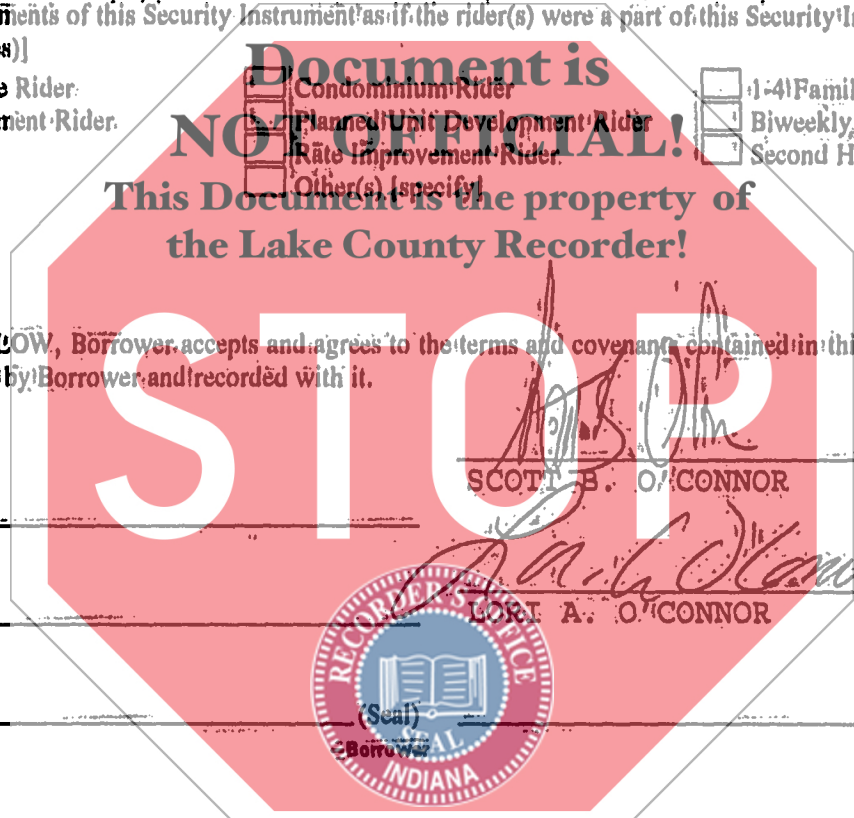 ments of this Security Instrument as if the rider(s) were a part of this Security
Document is
Rider Condominium Rider 1-4 Famil
ment Rider. Planned Unit Development Rider Biweekly
NOT OFFICIAL!
Rate Improvement Rider Second H
Other(s) [specify]
This Document is the property of
the Lake County Recorder!
LOW, Borrower accepts and agrees to the terms and covenants contained in this
by Borrower and recorded with it.
STOP
SCOTT B. O'CONNOR
LORI A. O'CONNOR
RECORDER'S OFFICE
(Seal)
SEAL
-Borrower
INDIANA